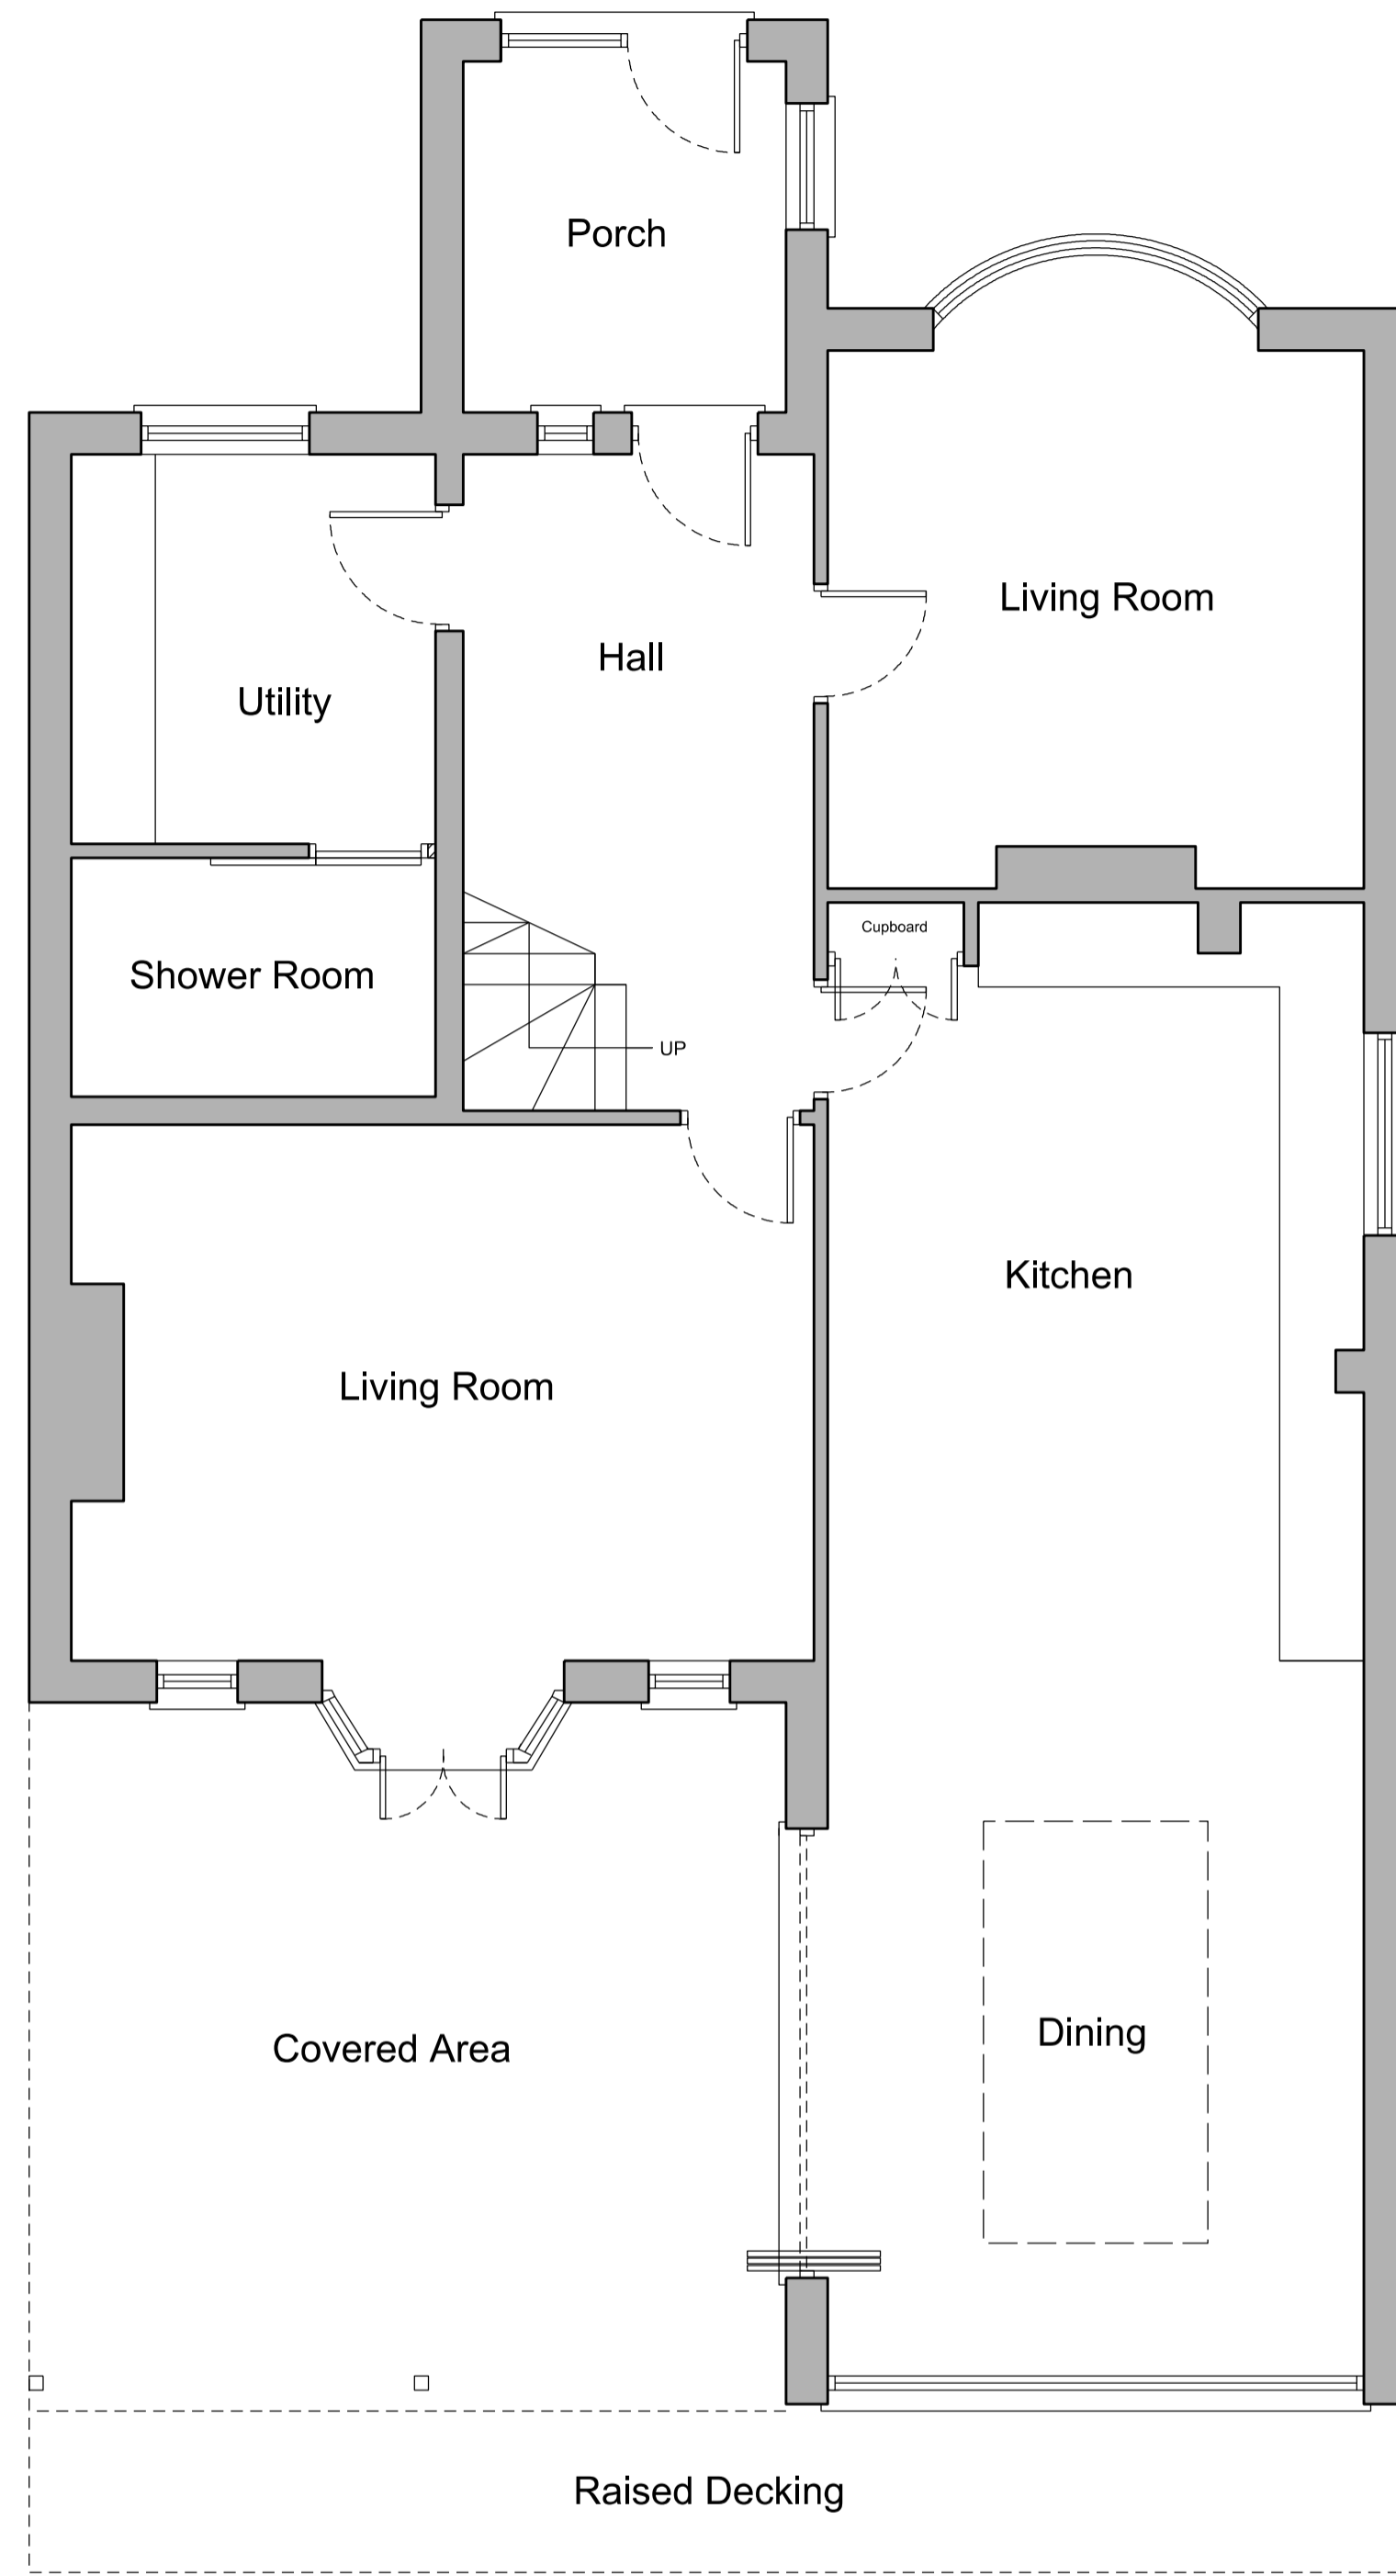 Porch
Living Room
Hall
Utility
Cupboard
Shower Room
UP
Kitchen
Living Room
Dining
Covered Area
Raised Decking